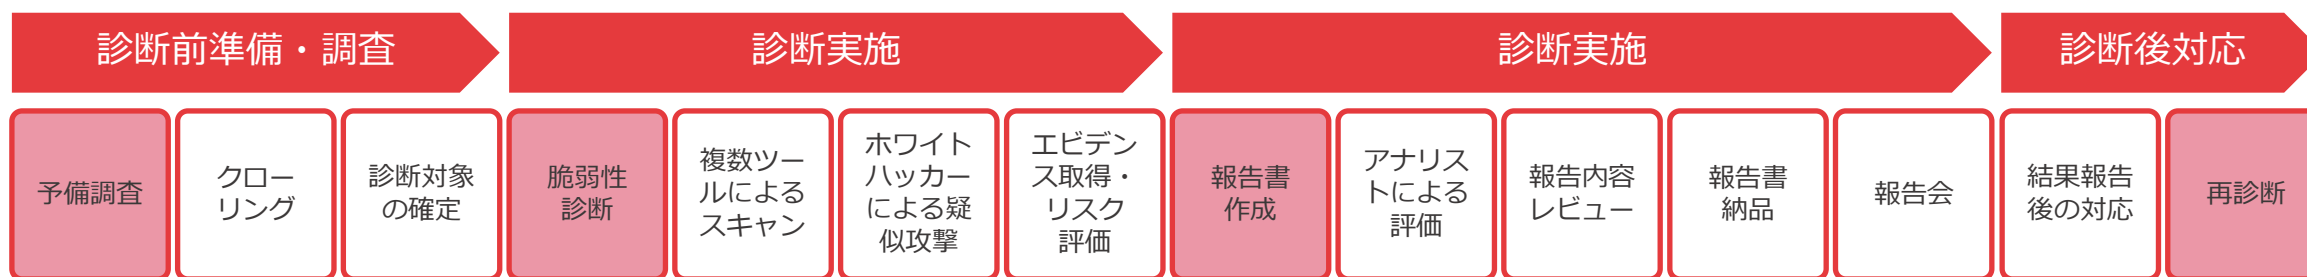 診断前準備・調査
診断実施
診断実施
診断後対応
予備調査
クロー
リング
診断対象
の確定
脆弱性
診断
複数ツー
ルによる
スキャン
ホワイト
ハッカー
による疑
似攻撃
エビデン
ス取得・
リスク
評価
報告書
作成
アナリス
トによる
評価
報告内容
レビュー
報告書
納品
報告会
結果報告
後の対応
再診断